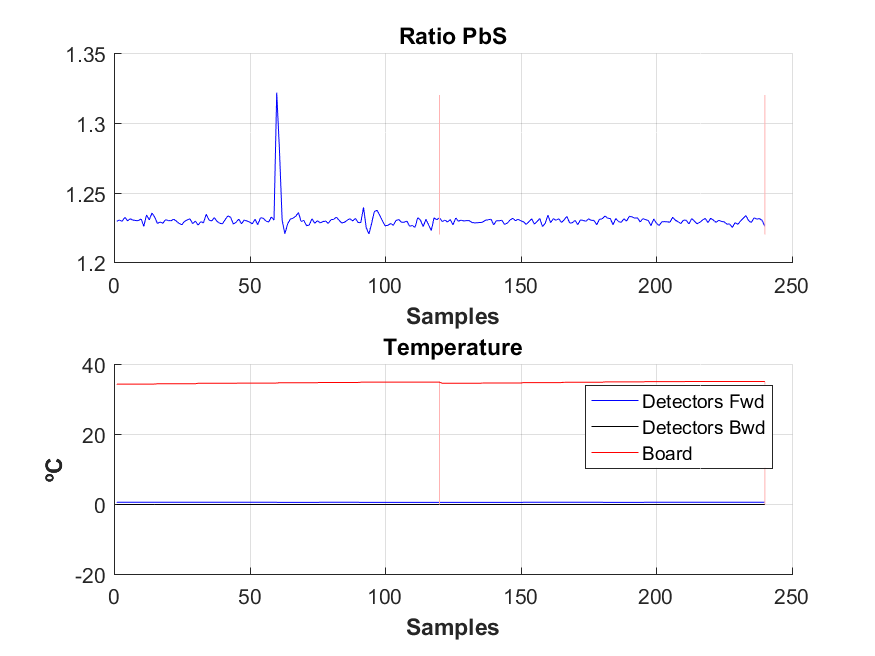 Ratio PbS
1.35
1.3
1.25
1.2
0 50 100 150 200 250
Samples
Temperature
40
20
0
-20
ºC
Detectors Fwd
Detectors Bwd
Board
0 50 100 150 200 250
Samples